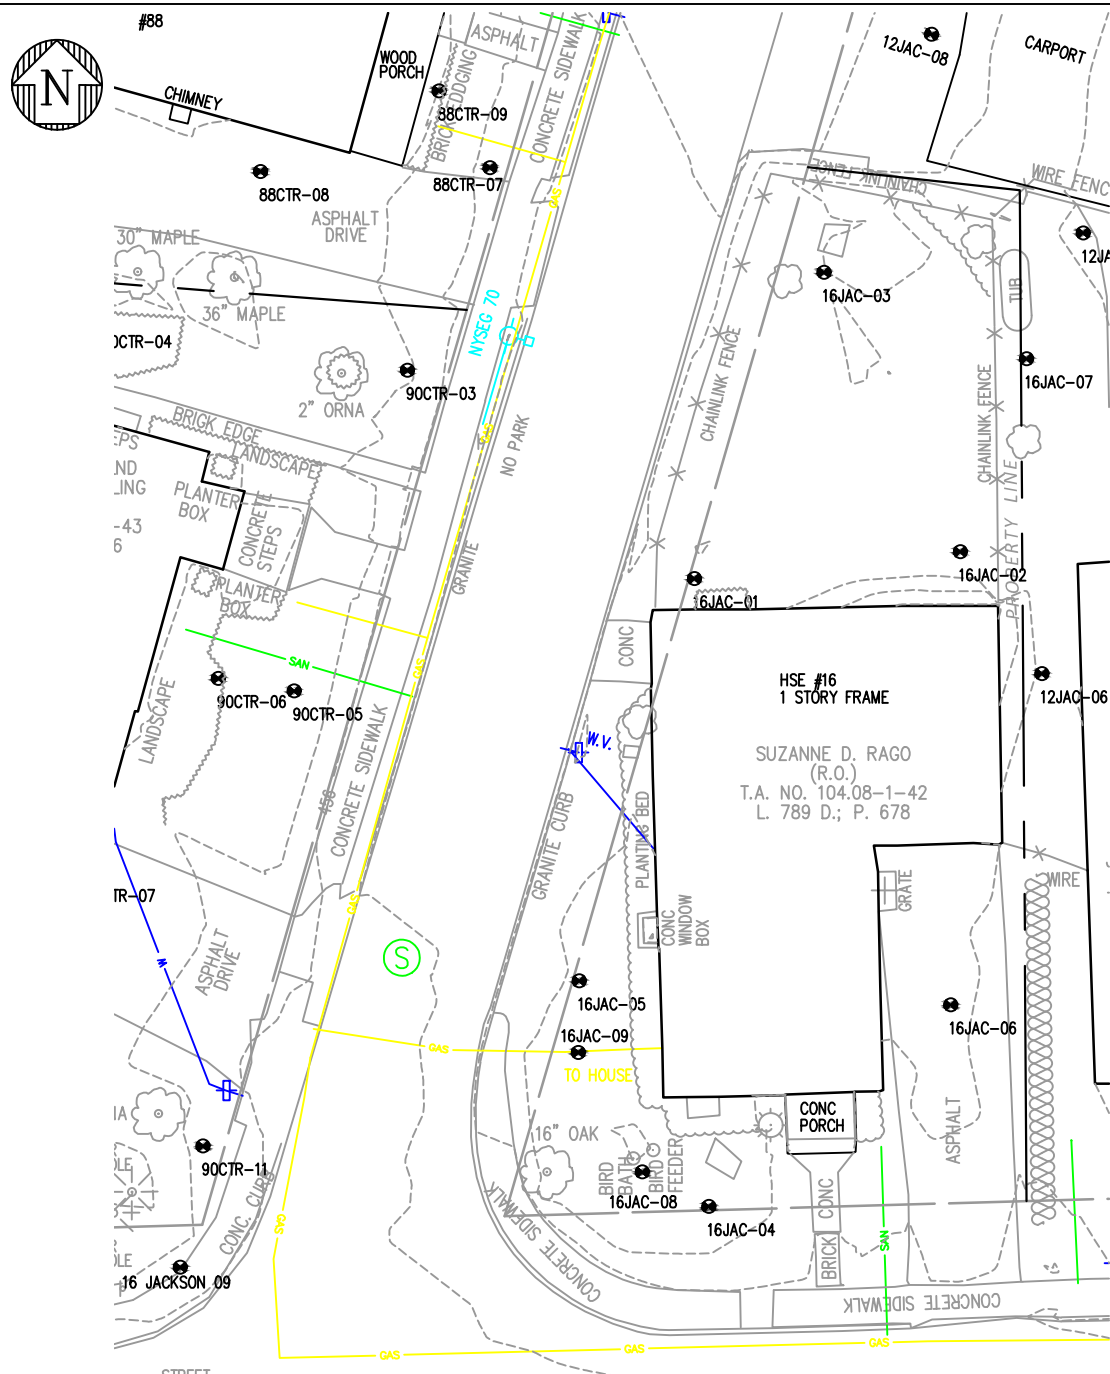 #88
N
CHIMNEY
WOOD
PORCH
ASPHALT
CONCRETE SIDEWALK
BRICK EDDGING
88CTR-09
88CTR-07
88CTR-08
ASPHALT
DRIVE
GAS
30" MAPLE
36" MAPLE
CTR-04
NYSEG 70
90CTR-03
2" ORNA
BRICK EDGE
LANDSCAPE
GAS
NO PARK
PLANTER
BOX
CONCRETE
STEPS
GRANITE
PLANTER
BOX
SAN
GAS
90CTR-06
90CTR-05
LANDSCAPE
450
CONCRETE SIDEWALK
GAS
TR-07
W
ASPHALT
DRIVE
S
90CTR-11
CONC. CURB
16 JACKSON 09
GAS
GAS
GAS
GAS
STREET
12JAC-08
CARPORT
CHAINLINK FENCE
WIRE FENC
12JA
16JAC-03
TUB
CHAINLINK FENCE
16JAC-07
CHAINLINK FENCE
PROPERTY LINE
16JAC-02
16JAC-01
CONC
HSE #16
1 STORY FRAME
12JAC-06
SUZANNE D. RAGO
(R.O.)
T.A. NO. 104.08-1-42
L. 789 D.; P. 678
W.V.
GRANITE CURB
PLANTING BED
CONC
WINDOW
BOX
GRATE
WIRE
16JAC-05
16JAC-09
GAS
TO HOUSE
16JAC-06
CONC
PORCH
ASPHALT
16" OAK
BIRD
BATH
BIRD
FEEDER
16JAC-08
16JAC-04
CONC
BRICK
SAN
CONCRETE SIDEWALK
CONCRETE SIDEWALK